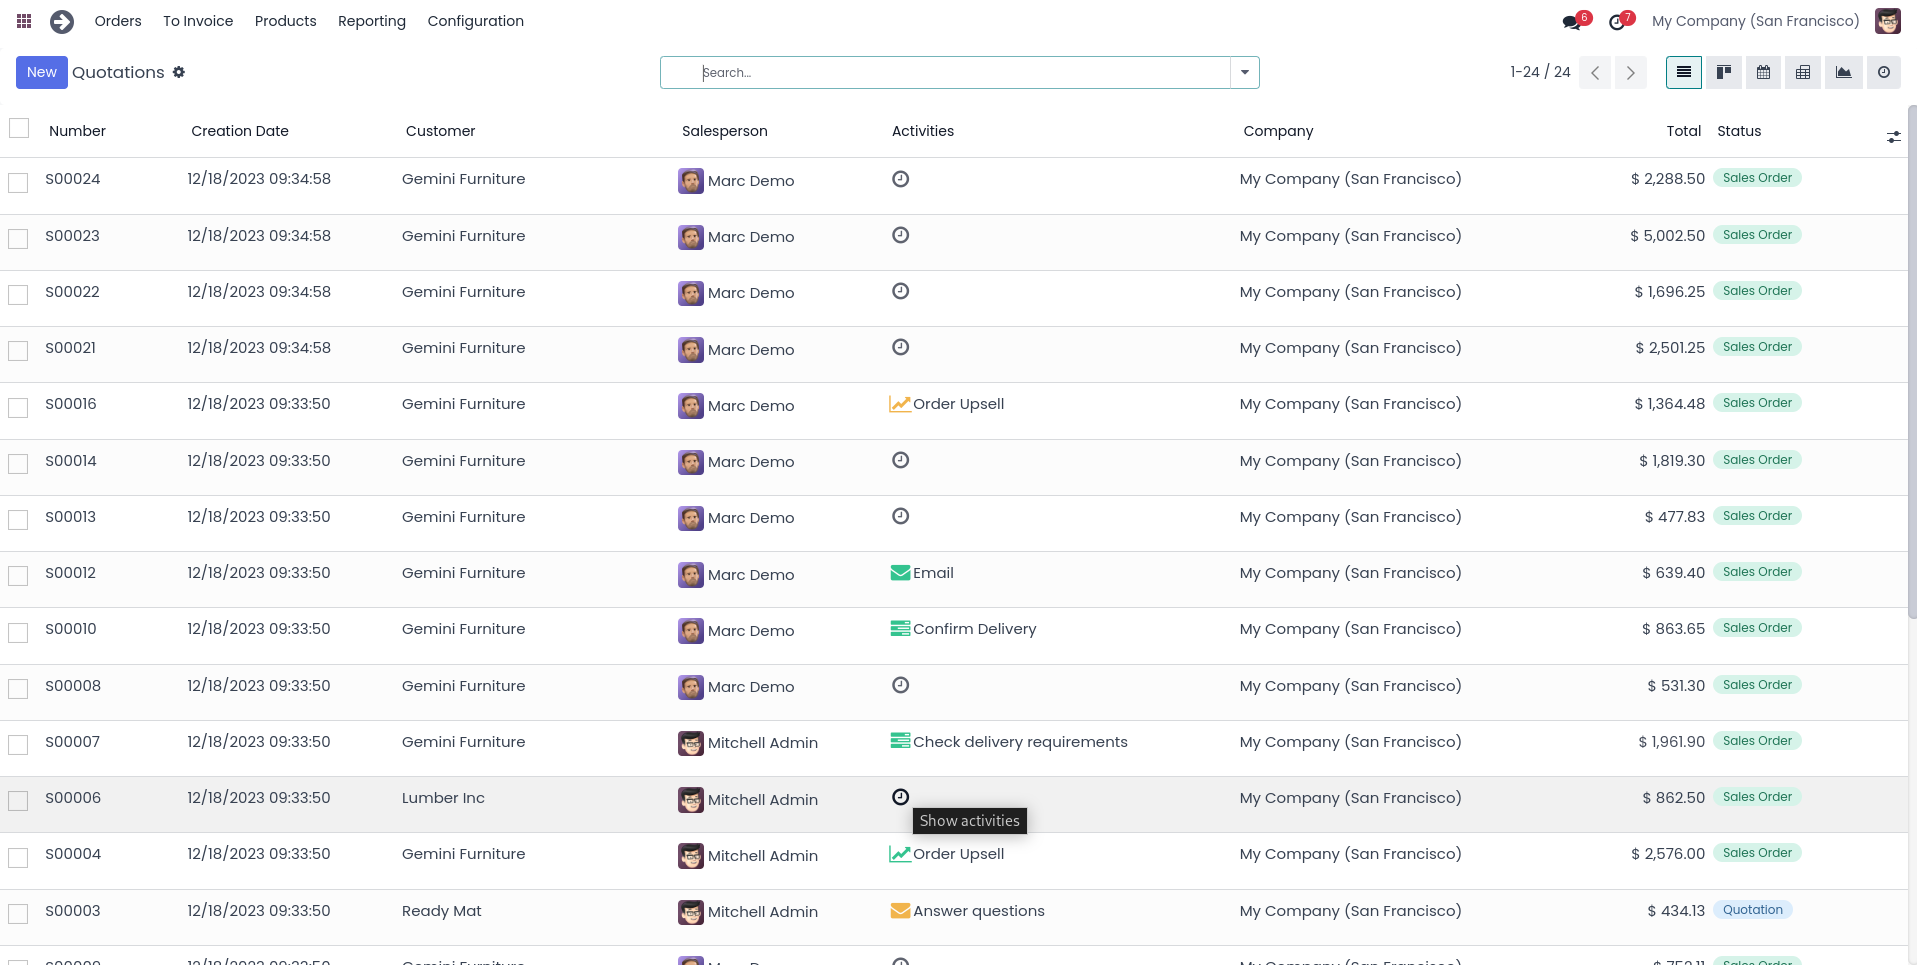 Orders To Invoice Products Reporting Configuration 6 7 My Company (San Francisco)
New Quotations Search... 1-24 / 24
Number Creation Date Customer Salesperson Activities Company Total Status
S00024 12/18/2023 09:34:58 Gemini Furniture Marc Demo My Company (San Francisco) $ 2,288.50 Sales Order
S00023 12/18/2023 09:34:58 Gemini Furniture Marc Demo My Company (San Francisco) $ 5,002.50 Sales Order
S00022 12/18/2023 09:34:58 Gemini Furniture Marc Demo My Company (San Francisco) $ 1,696.25 Sales Order
S00021 12/18/2023 09:34:58 Gemini Furniture Marc Demo My Company (San Francisco) $ 2,501.25 Sales Order
S00016 12/18/2023 09:33:50 Gemini Furniture Marc Demo Order Upsell My Company (San Francisco) $ 1,364.48 Sales Order
S00014 12/18/2023 09:33:50 Gemini Furniture Marc Demo My Company (San Francisco) $ 1,819.30 Sales Order
S00013 12/18/2023 09:33:50 Gemini Furniture Marc Demo My Company (San Francisco) $ 477.83 Sales Order
S00012 12/18/2023 09:33:50 Gemini Furniture Marc Demo Email My Company (San Francisco) $ 639.40 Sales Order
S00010 12/18/2023 09:33:50 Gemini Furniture Marc Demo Confirm Delivery My Company (San Francisco) $ 863.65 Sales Order
S00008 12/18/2023 09:33:50 Gemini Furniture Marc Demo My Company (San Francisco) $ 531.30 Sales Order
S00007 12/18/2023 09:33:50 Gemini Furniture Mitchell Admin Check delivery requirements My Company (San Francisco) $ 1,961.90 Sales Order
S00006 12/18/2023 09:33:50 Lumber Inc Mitchell Admin My Company (San Francisco) $ 862.50 Sales Order
Show activities
S00004 12/18/2023 09:33:50 Gemini Furniture Mitchell Admin Order Upsell My Company (San Francisco) $ 2,576.00 Sales Order
S00003 12/18/2023 09:33:50 Ready Mat Mitchell Admin Answer questions My Company (San Francisco) $ 434.13 Quotation